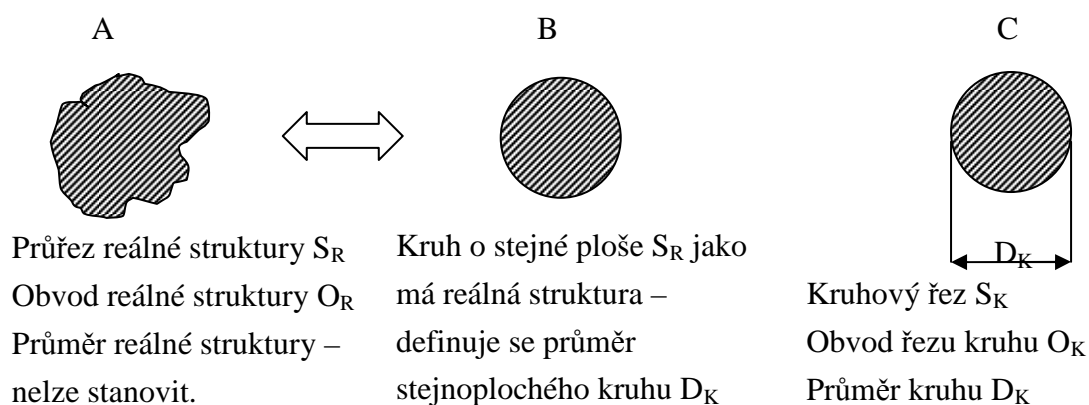 A
B
C
D_K
Průřez reálné struktury S_R
Obvod reálné struktury O_R
Průměr reálné struktury –
nelze stanovit.
Kruh o stejné ploše S_R jako
má reálná struktura –
definuje se průměr
stejnoplochého kruhu D_K
Kruhový řez S_K
Obvod řezu kruhu O_K
Průměr kruhu D_K